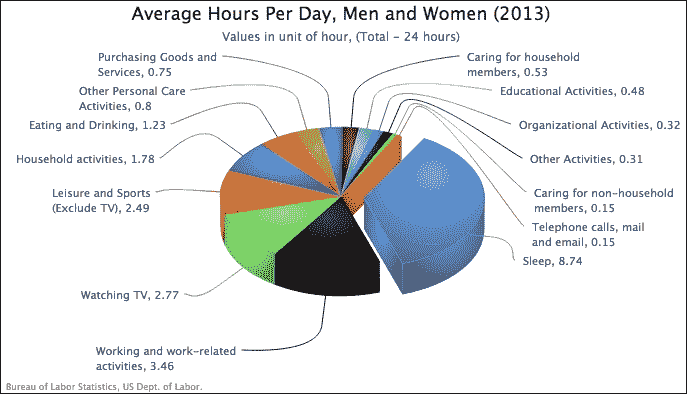 Average Hours Per Day, Men and Women (2013)
Values in unit of hour, (Total - 24 hours)
Purchasing Goods and
Services, 0.75
Other Personal Care
Activities, 0.8
Eating and Drinking, 1.23
Household activities, 1.78
Leisure and Sports
(Exclude TV), 2.49
Watching TV, 2.77
Working and work-related
activities, 3.46
Caring for household
members, 0.53
Educational Activities, 0.48
Organizational Activities, 0.32
Other Activities, 0.31
Caring for non-household
members, 0.15
Telephone calls, mail
and email, 0.15
Sleep, 8.74
Bureau of Labor Statistics, US Dept. of Labor.